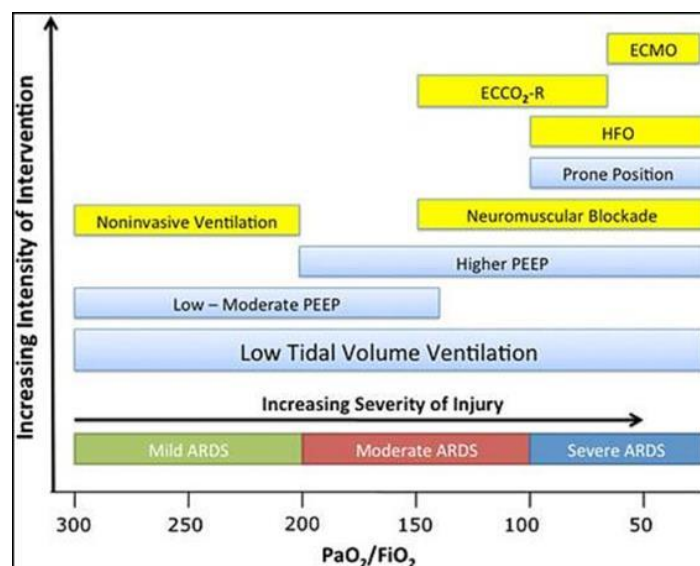 Increasing Intensity of Intervention
ECMO
ECCO₂-R
HFO
Prone Position
Noninvasive Ventilation
Neuromuscular Blockade
Higher PEEP
Low – Moderate PEEP
Low Tidal Volume Ventilation
Increasing Severity of Injury
Mild ARDS
Moderate ARDS
Severe ARDS
300
250
200
150
100
50
PaO₂/FiO₂